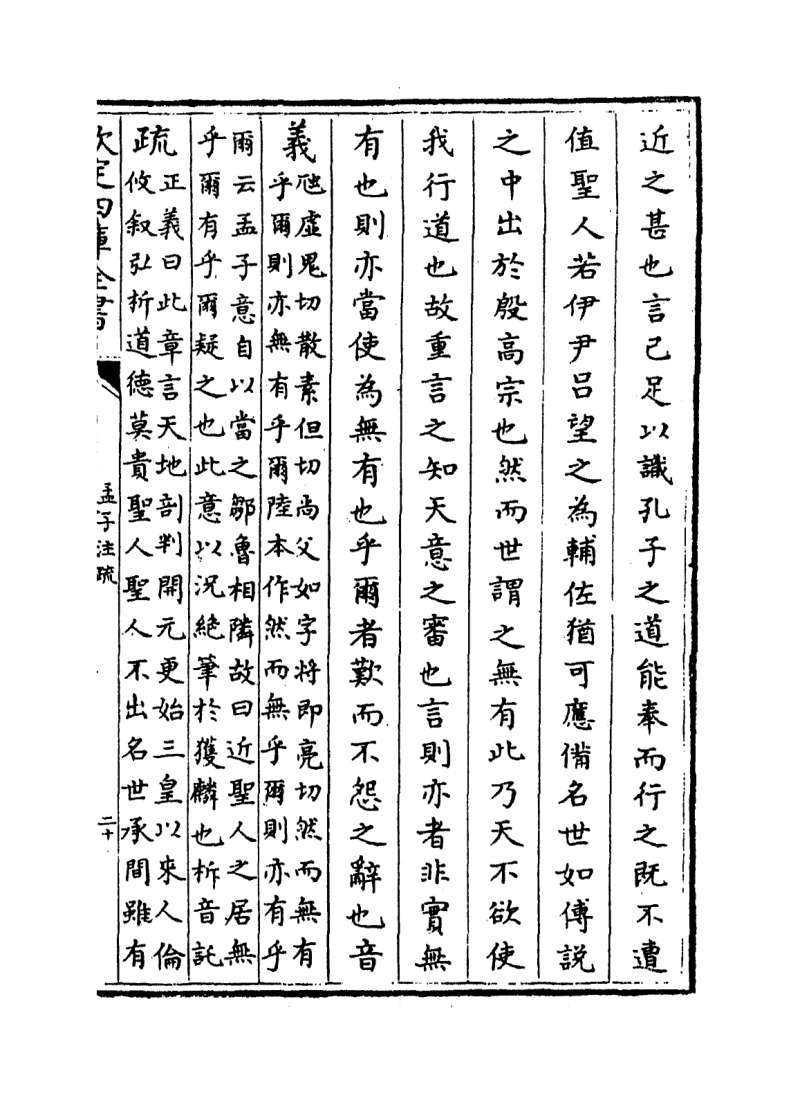 近之甚也言己足以識孔子之道能奉而行之既不遭
值聖人若伊尹呂望之為輔佐猶可應備名世如傅説
之中出於殷高宗也然而世謂之無有此乃天不欲使
我行道也故重言之知天意之審也言則亦者非實無
有也則亦當使為無有也乎爾者歎而不怨之辭也音
義
虺虛鬼切散素但切尚父如字將即亮切然而無有
乎爾則亦無有乎爾陸本作然而無乎爾則亦有乎
爾云孟子意自以當之鄒魯相隣故曰近聖人之居無
乎爾有乎爾疑之也此意以況絶筆於獲麟也析音託
疏
正義曰此章言天地剖判開元更始三皇以來人倫
攸叙弘析道德莫貴聖人聖人不出名世承間雖有
欽定四庫全書
孟子注疏
二十